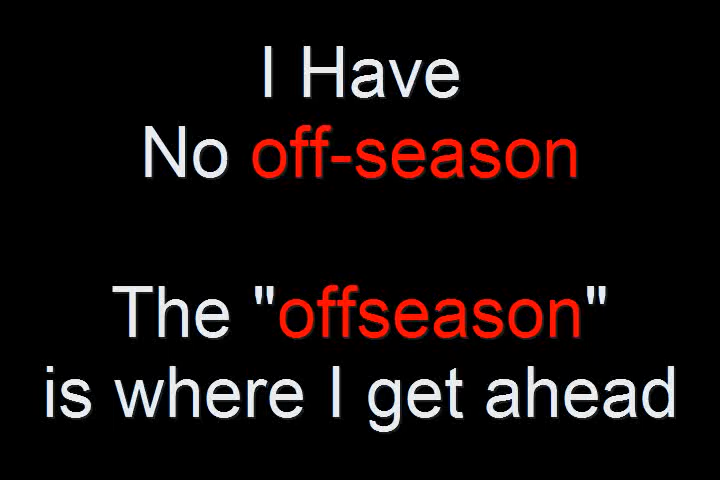 I Have
No off-season
The "offseason"
is where I get ahead